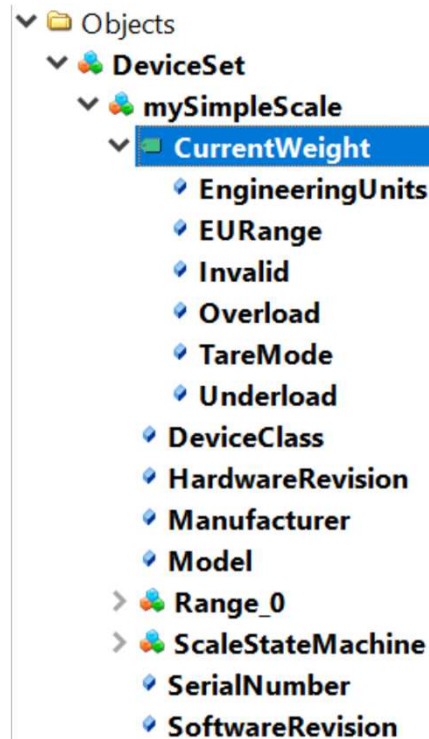 Objects
DeviceSet
mySimpleScale
CurrentWeight
EngineeringUnits
EURange
Invalid
Overload
TareMode
Underload
DeviceClass
HardwareRevision
Manufacturer
Model
Range_0
ScaleStateMachine
SerialNumber
SoftwareRevision